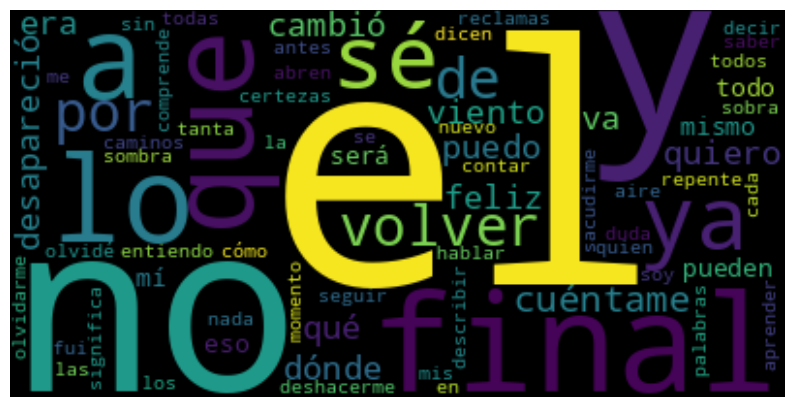 era
sin
todas
cambió
reclamas
decir
antes
dicen
saber
a
que
sé
de
el
y
comprende
abren
todos
desapareció
me
certezas
todo
por
viento
va
sobra
caminos
tanta
nuevo
mismo
sombra
la
se
será
puedo
contar
quiero
lo
feliz
sacudirme
aire
repente
cada
volver
ya
duda
olvidé
entiendo
cómo
hablar
quien
no
mí
soy
pueden
olvidarme
significa
momento
seguir
describir
cuéntame
palabras
aprender
nada
qué
final
fui
eso
las
dónde
los
deshacerme
mis
en